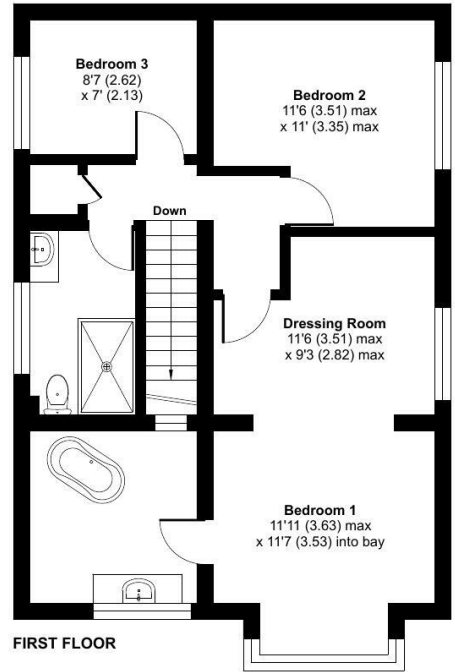 Bedroom 3
8'7 (2.62)
x 7' (2.13)
Bedroom 2
11'6 (3.51) max
x 11' (3.35) max
Down
Dressing Room
11'6 (3.51) max
x 9'3 (2.82) max
Bedroom 1
11'11 (3.63) max
x 11'7 (3.53) into bay
FIRST FLOOR